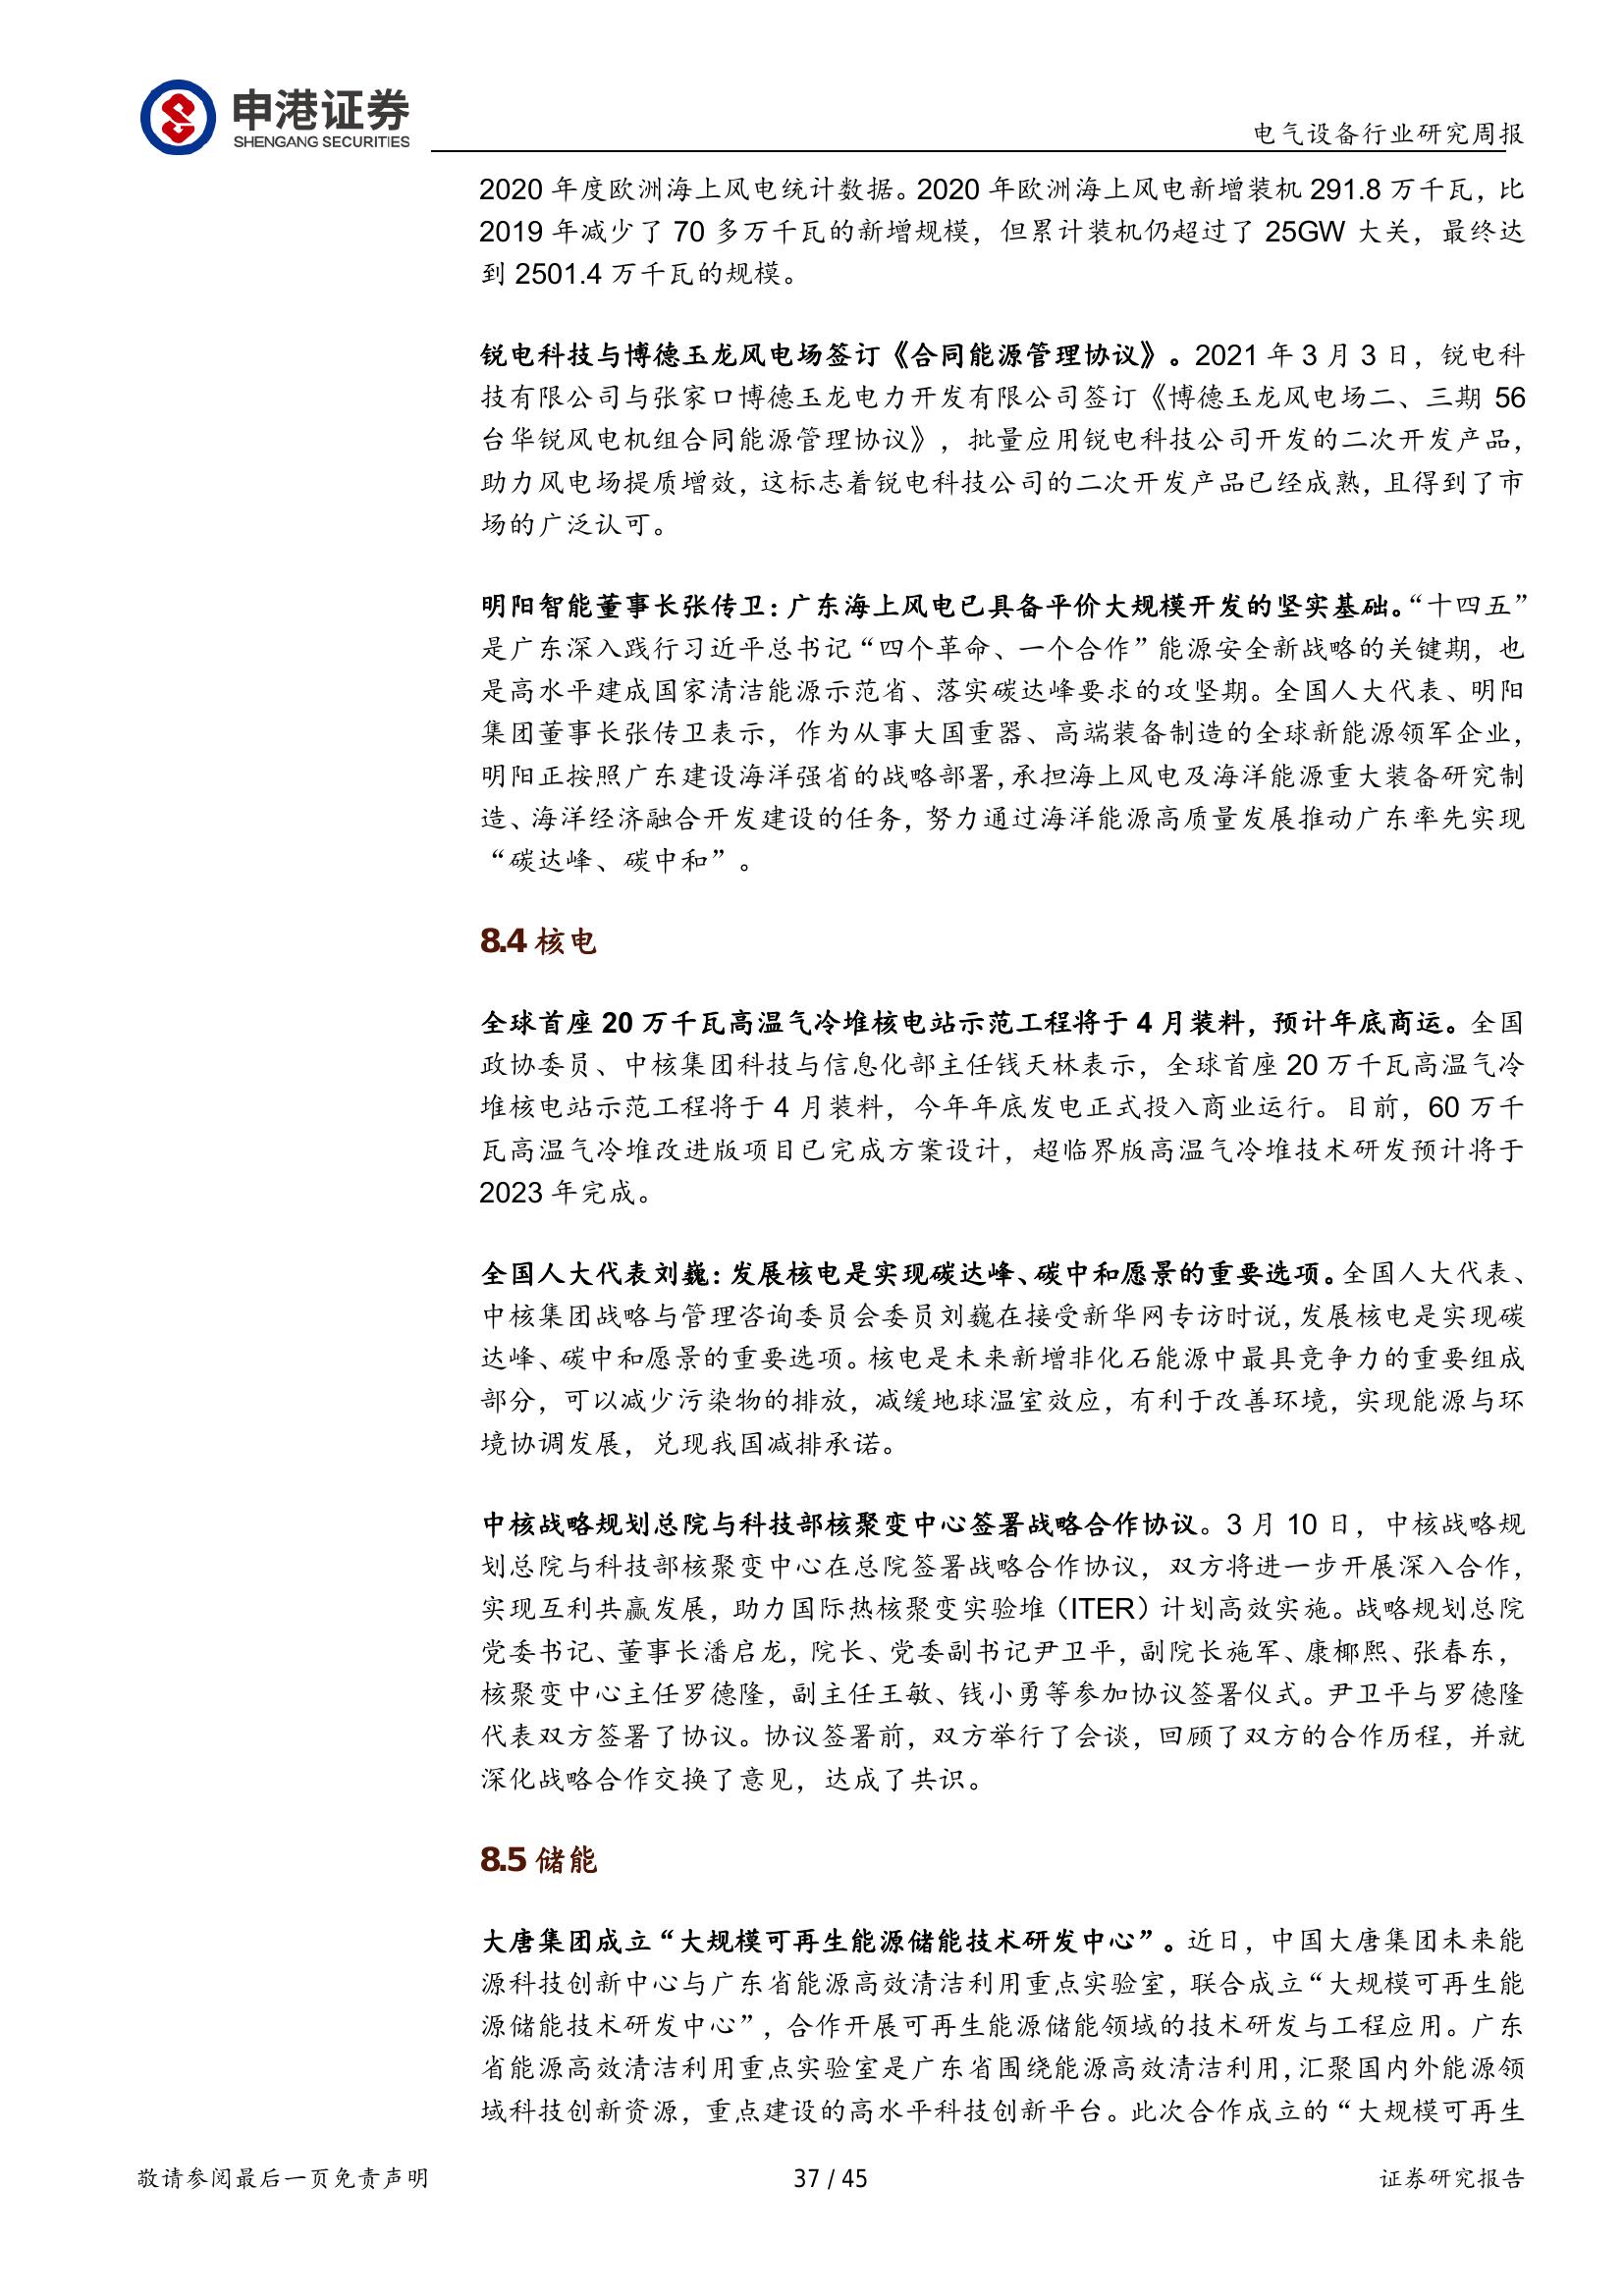 申港证券
SHENGANG SECURITIES
电气设备行业研究周报
2020 年度欧洲海上风电统计数据。2020 年欧洲海上风电新增装机 291.8 万千瓦，比
2019 年减少了 70 多万千瓦的新增规模，但累计装机仍超过了 25GW 大关，最终达
到 2501.4 万千瓦的规模。
锐电科技与博德玉龙风电场签订《合同能源管理协议》。2021 年 3 月 3 日，锐电科
技有限公司与张家口博德玉龙电力开发有限公司签订《博德玉龙风电场二、三期 56
台华锐风电机组合同能源管理协议》，批量应用锐电科技公司开发的二次开发产品，
助力风电场提质增效，这标志着锐电科技公司的二次开发产品已经成熟，且得到了市
场的广泛认可。
明阳智能董事长张传卫：广东海上风电已具备平价大规模开发的坚实基础。“十四五”
是广东深入践行习近平总书记“四个革命、一个合作”能源安全新战略的关键期，也
是高水平建成国家清洁能源示范省、落实碳达峰要求的攻坚期。全国人大代表、明阳
集团董事长张传卫表示，作为从事大国重器、高端装备制造的全球新能源领军企业，
明阳正按照广东建设海洋强省的战略部署，承担海上风电及海洋能源重大装备研究制
造、海洋经济融合开发建设的任务，努力通过海洋能源高质量发展推动广东率先实现
“碳达峰、碳中和”。
8.4 核电
全球首座 20 万千瓦高温气冷堆核电站示范工程将于 4 月装料，预计年底商运。全国
政协委员、中核集团科技与信息化部主任钱天林表示，全球首座 20 万千瓦高温气冷
堆核电站示范工程将于 4 月装料，今年年底发电正式投入商业运行。目前，60 万千
瓦高温气冷堆改进版项目已完成方案设计，超临界版高温气冷堆技术研发预计将于
2023 年完成。
全国人大代表刘巍：发展核电是实现碳达峰、碳中和愿景的重要选项。全国人大代表、
中核集团战略与管理咨询委员会委员刘巍在接受新华网专访时说，发展核电是实现碳
达峰、碳中和愿景的重要选项。核电是未来新增非化石能源中最具竞争力的重要组成
部分，可以减少污染物的排放，减缓地球温室效应，有利于改善环境，实现能源与环
境协调发展，兑现我国减排承诺。
中核战略规划总院与科技部核聚变中心签署战略合作协议。3 月 10 日，中核战略规
划总院与科技部核聚变中心在总院签署战略合作协议，双方将进一步开展深入合作，
实现互利共赢发展，助力国际热核聚变实验堆（ITER）计划高效实施。战略规划总院
党委书记、董事长潘启龙，院长、党委副书记尹卫平，副院长施军、康椰熙、张春东，
核聚变中心主任罗德隆，副主任王敏、钱小勇等参加协议签署仪式。尹卫平与罗德隆
代表双方签署了协议。协议签署前，双方举行了会谈，回顾了双方的合作历程，并就
深化战略合作交换了意见，达成了共识。
8.5 储能
大唐集团成立“大规模可再生能源储能技术研发中心”。近日，中国大唐集团未来能
源科技创新中心与广东省能源高效清洁利用重点实验室，联合成立“大规模可再生能
源储能技术研发中心”，合作开展可再生能源储能领域的技术研发与工程应用。广东
省能源高效清洁利用重点实验室是广东省围绕能源高效清洁利用，汇聚国内外能源领
域科技创新资源，重点建设的高水平科技创新平台。此次合作成立的“大规模可再生
敬请参阅最后一页免责声明
37 / 45
证券研究报告